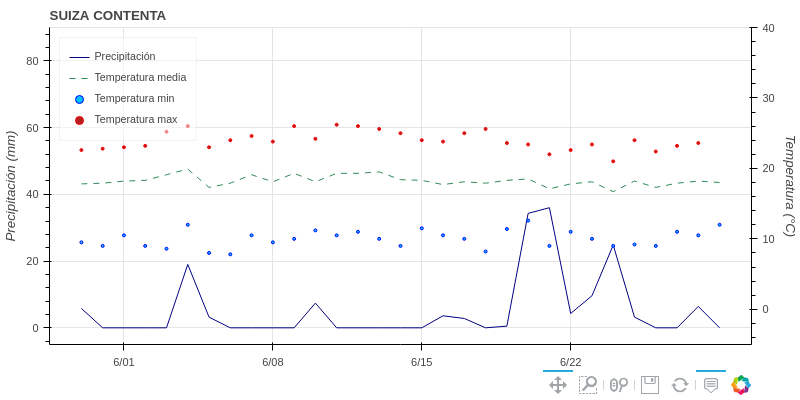 SUIZA CONTENTA
Precipitación
Temperatura media
Temperatura min
Temperatura max
Precipitación (mm)
80
60
40
20
0
40
30
20
10
0
Temperatura (°C)
6/01
6/08
6/15
6/22